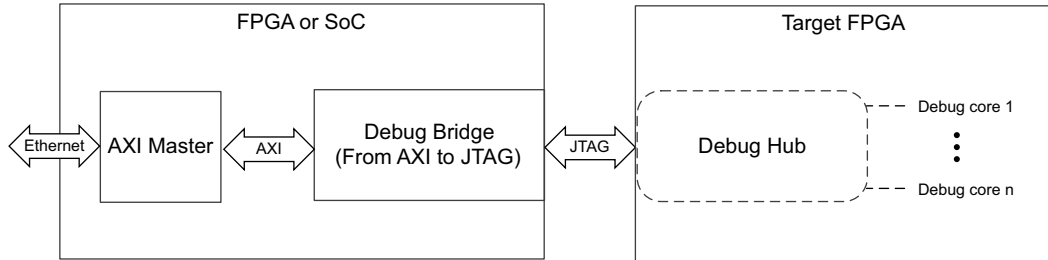 FPGA or SoC
Target FPGA
Ethernet
AXI Master
AXI
Debug Bridge
(From AXI to JTAG)
JTAG
Debug Hub
Debug core 1
Debug core n